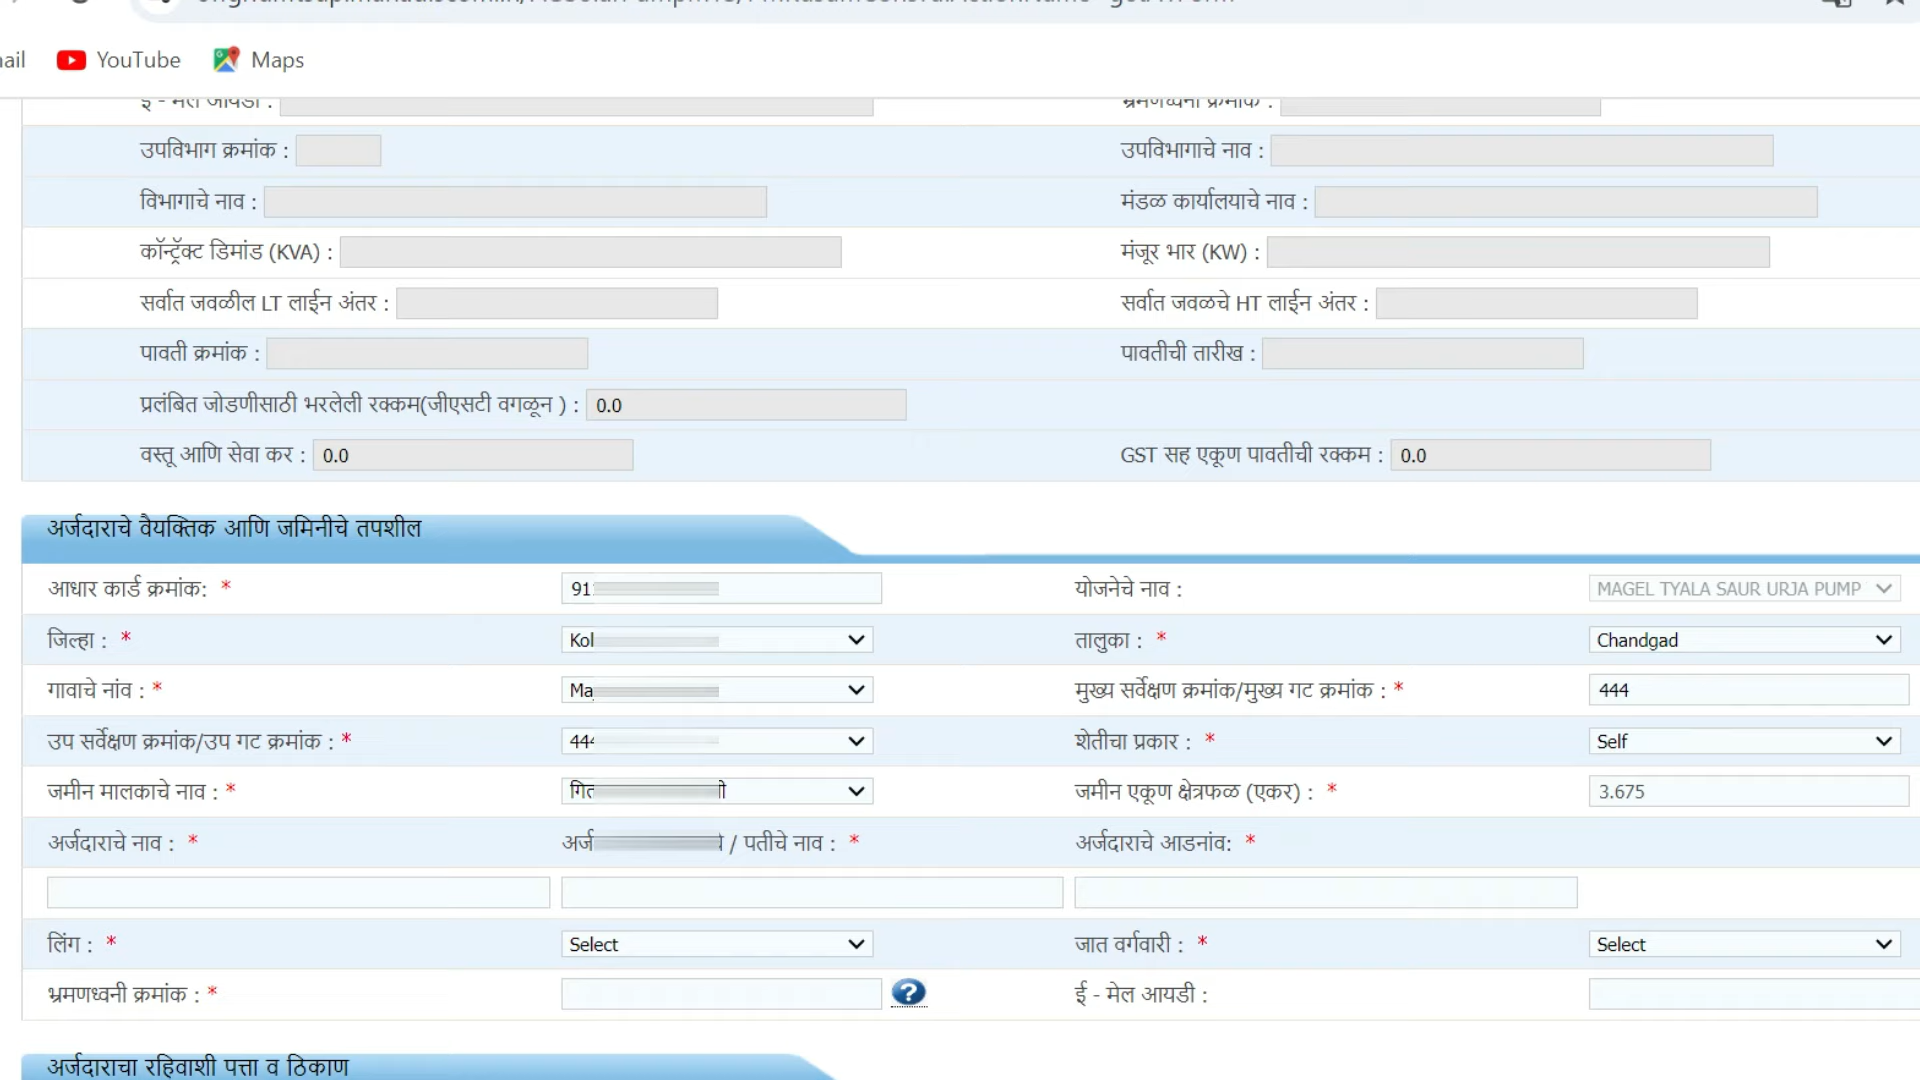 YouTube Maps
उपविभाग क्रमांक : उपविभागाचे नाव :
विभागाचे नाव : मंडळ कार्यालयाचे नाव :
कॉन्ट्रॅक्ट डिमांड (KVA) : मंजूर भार (KW) :
सर्वात जवळील LT लाईन अंतर : सर्वात जवळचे HT लाईन अंतर :
पावती क्रमांक : पावतीची तारीख :
प्रलंबित जोडणीसाठी भरलेली रक्कम(जीएसटी वगळून ) : 0.0
वस्तू आणि सेवा कर : 0.0 GST सह एकूण पावतीची रक्कम : 0.0
अर्जदाराचे वैयक्तिक आणि जमिनीचे तपशील
आधार कार्ड क्रमांक: * 91 योजनेचे नाव : MAGEL TYALA SAUR URJA PUMP
जिल्हा : * Kol तालुका : * Chandgad
गावाचे नांव : * Maj मुख्य सर्वेक्षण क्रमांक/मुख्य गट क्रमांक : * 444
उप सर्वेक्षण क्रमांक/उप गट क्रमांक : * 444 शेतीचा प्रकार : * Self
जमीन मालकाचे नाव : * जमीन एकूण क्षेत्रफळ (एकर) : * 3.675
अर्जदाराचे नाव : * अर्ज / पतीचे नाव : * अर्जदाराचे आडनांव: *
लिंग : * Select जात वर्गवारी : * Select
भ्रमणध्वनी क्रमांक : * ? ई - मेल आयडी :
अर्जदाराचा रहिवाशी पत्ता व ठिकाण